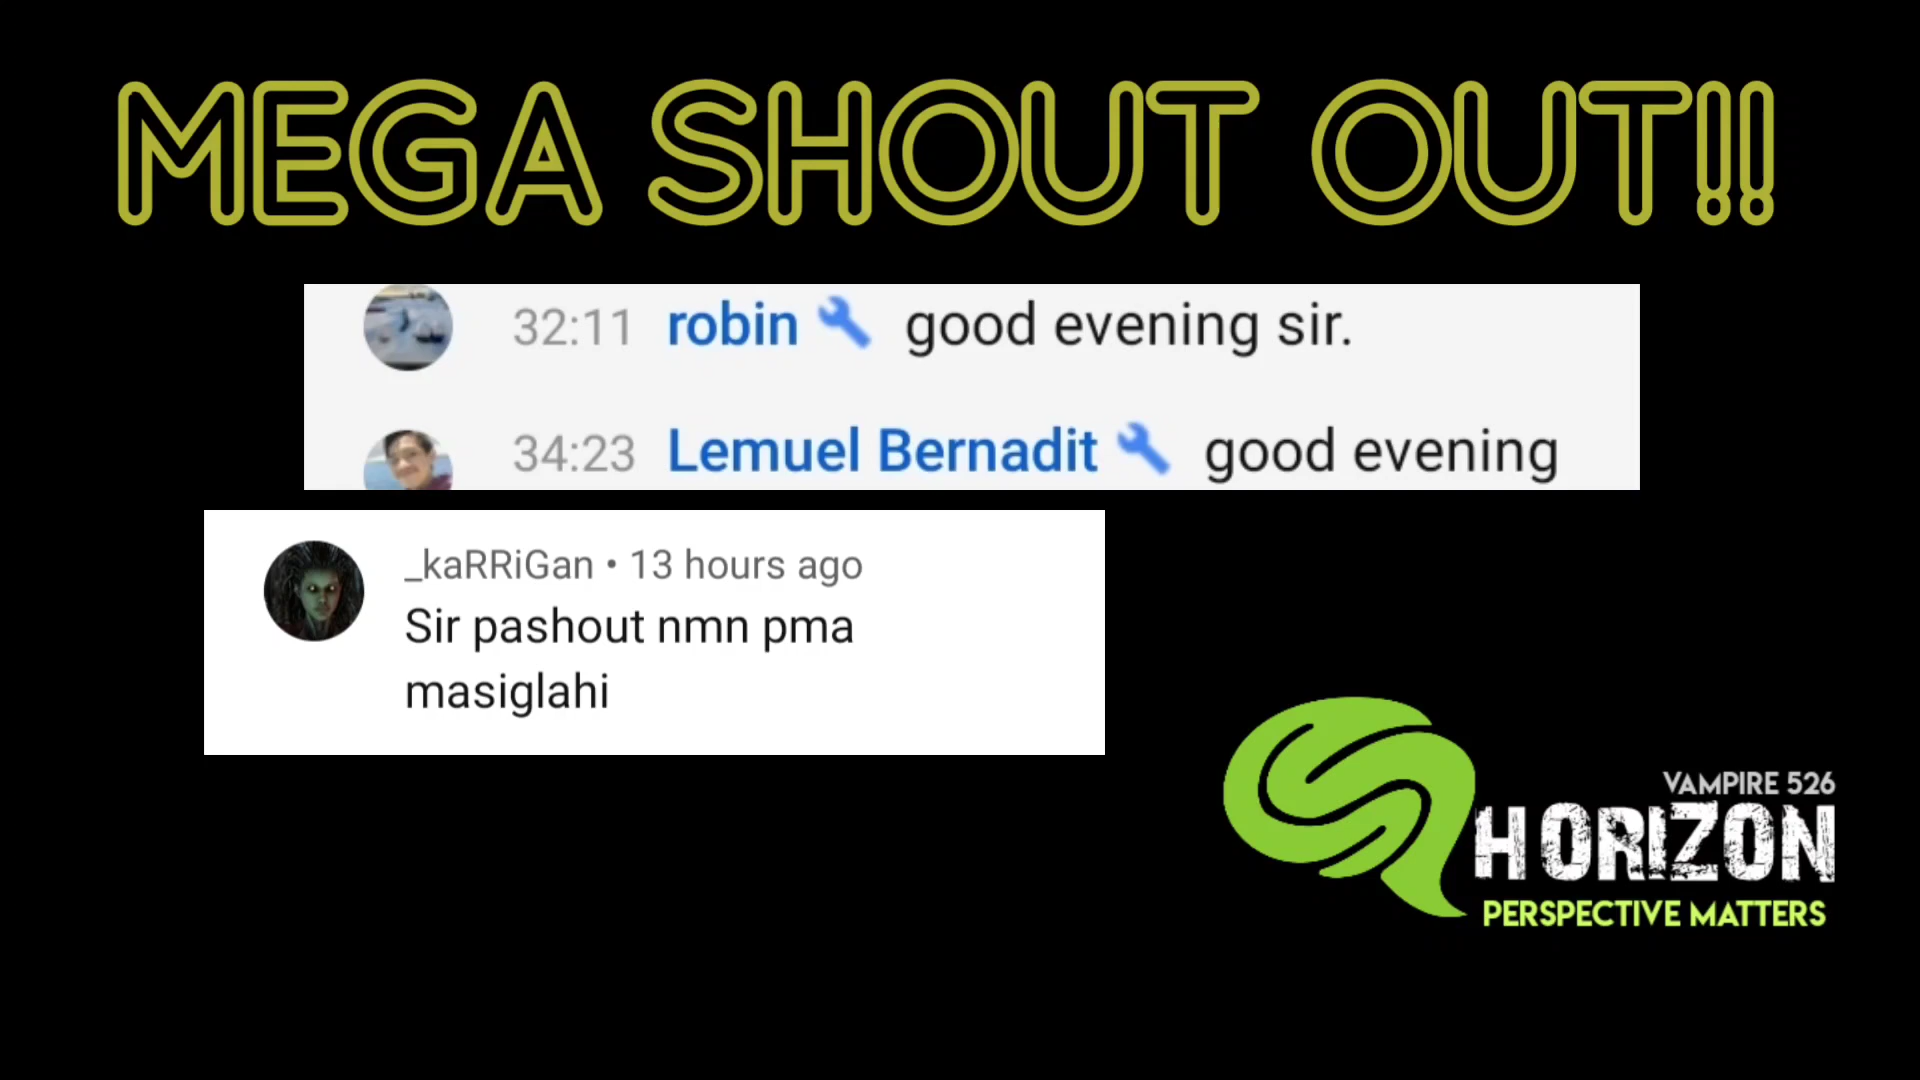 MEGA SHOUT OUT!!
32:11 robin good evening sir.
34:23 Lemuel Bernadit good evening
_kaRRiGan • 13 hours ago
Sir pashout nmn pma
masiglahi
VAMPIRE 526
HORIZON
PERSPECTIVE MATTERS